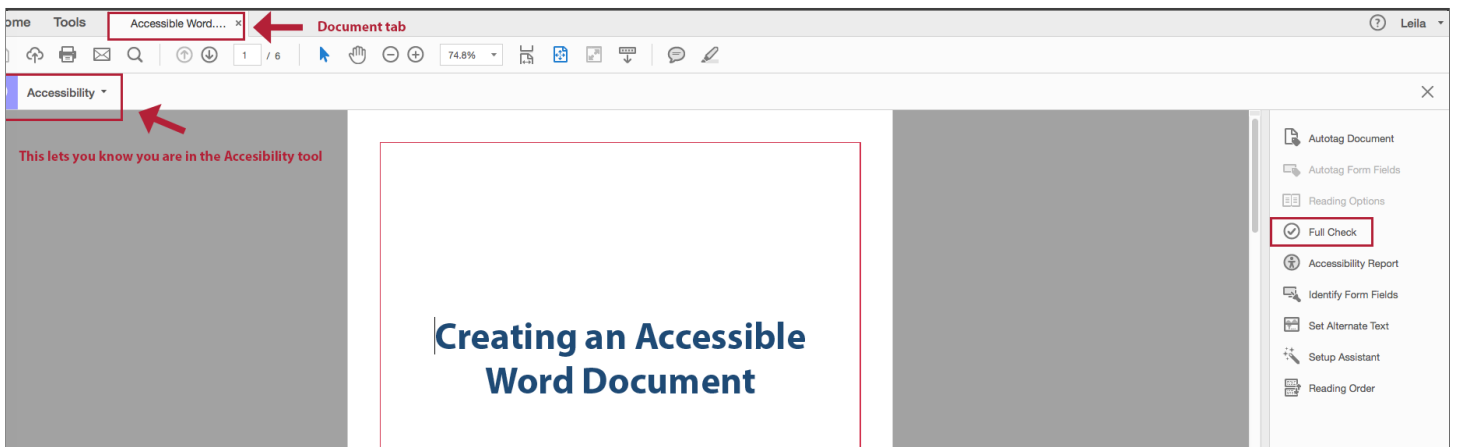 ome Tools Accessible Word.... × Document tab ? Leila
1 / 6 74.8%
Accessibility
This lets you know you are in the Accesibility tool
Creating an Accessible
Word Document
Autotag Document
Autotag Form Fields
Reading Options
Full Check
Accessibility Report
Identify Form Fields
Set Alternate Text
Setup Assistant
Reading Order